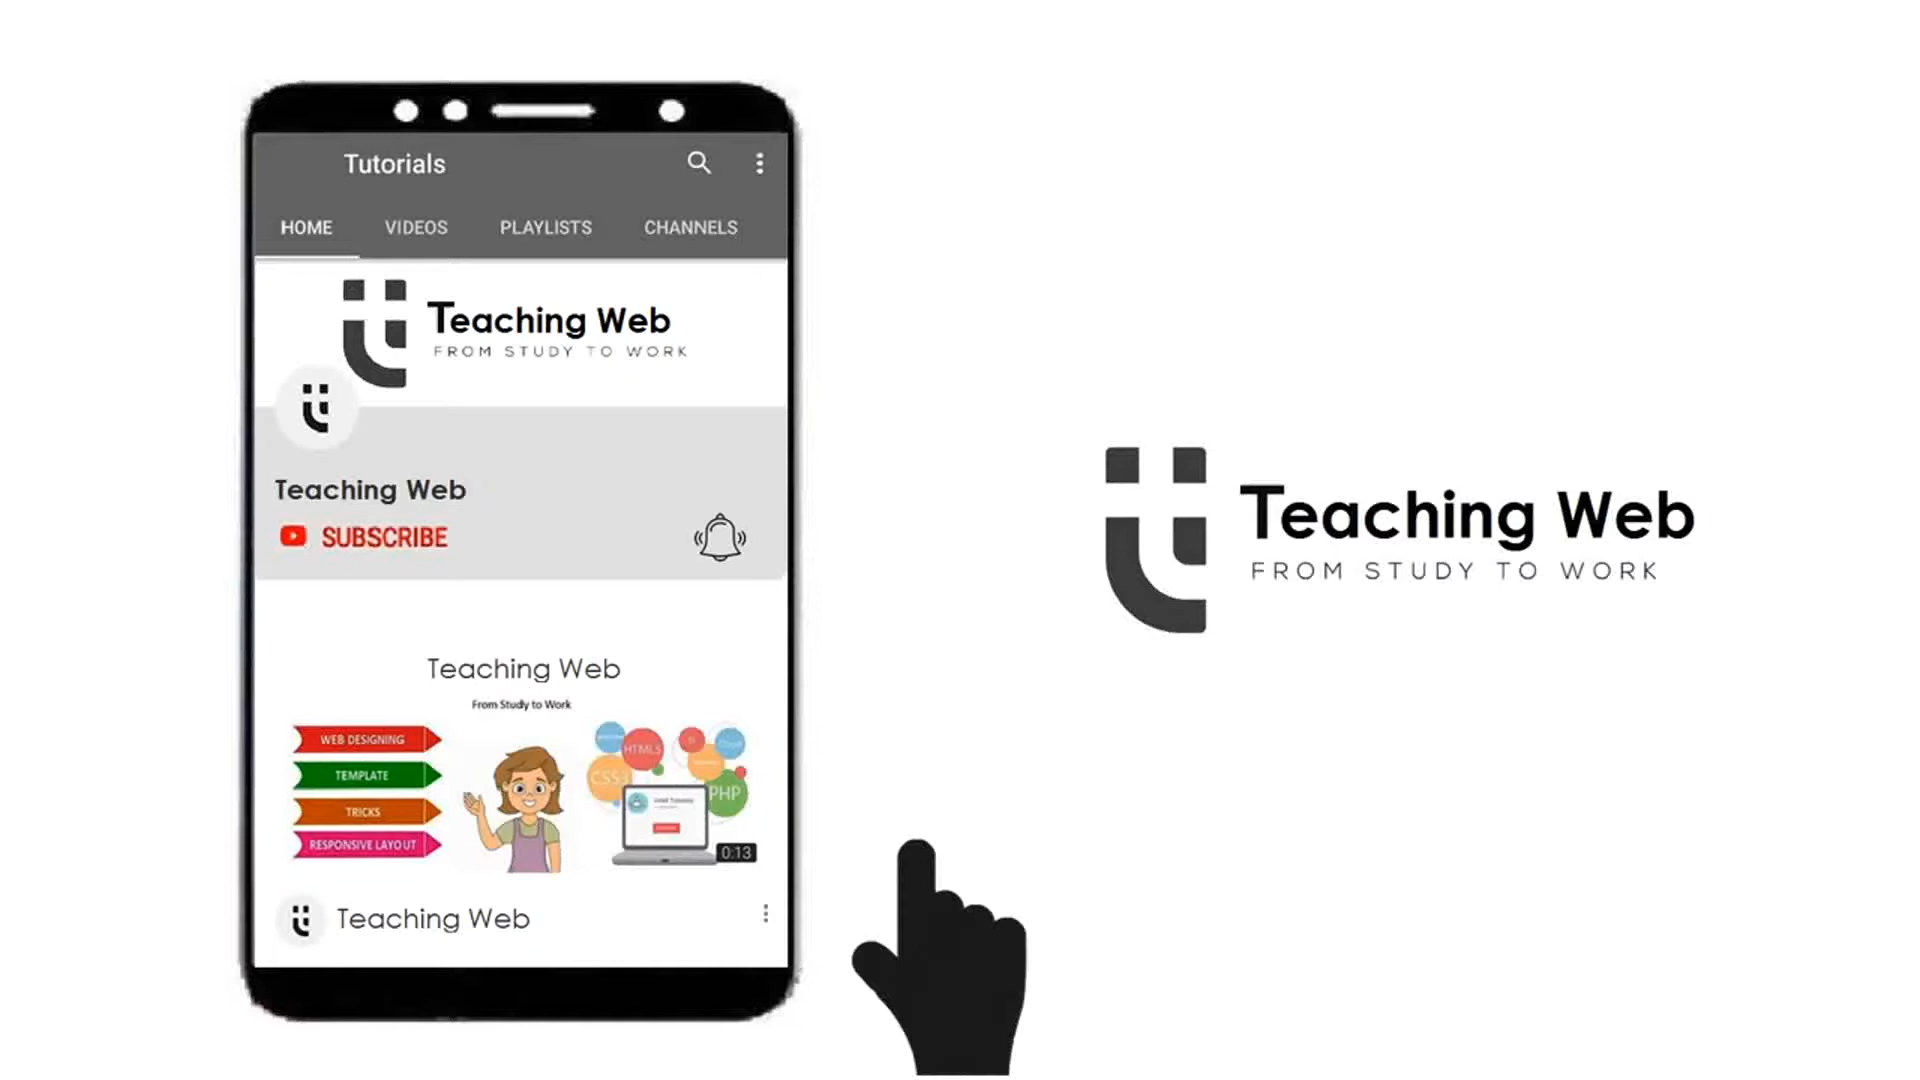 Tutorials
HOME VIDEOS PLAYLISTS CHANNELS
Teaching Web
FROM STUDY TO WORK
Teaching Web
SUBSCRIBE
Teaching Web
From Study to Work
WEB DESIGNING
TEMPLATE
TRICKS
RESPONSIVE LAYOUT
HTML5
CSS3
PHP
0:13
Teaching Web
Teaching Web
FROM STUDY TO WORK